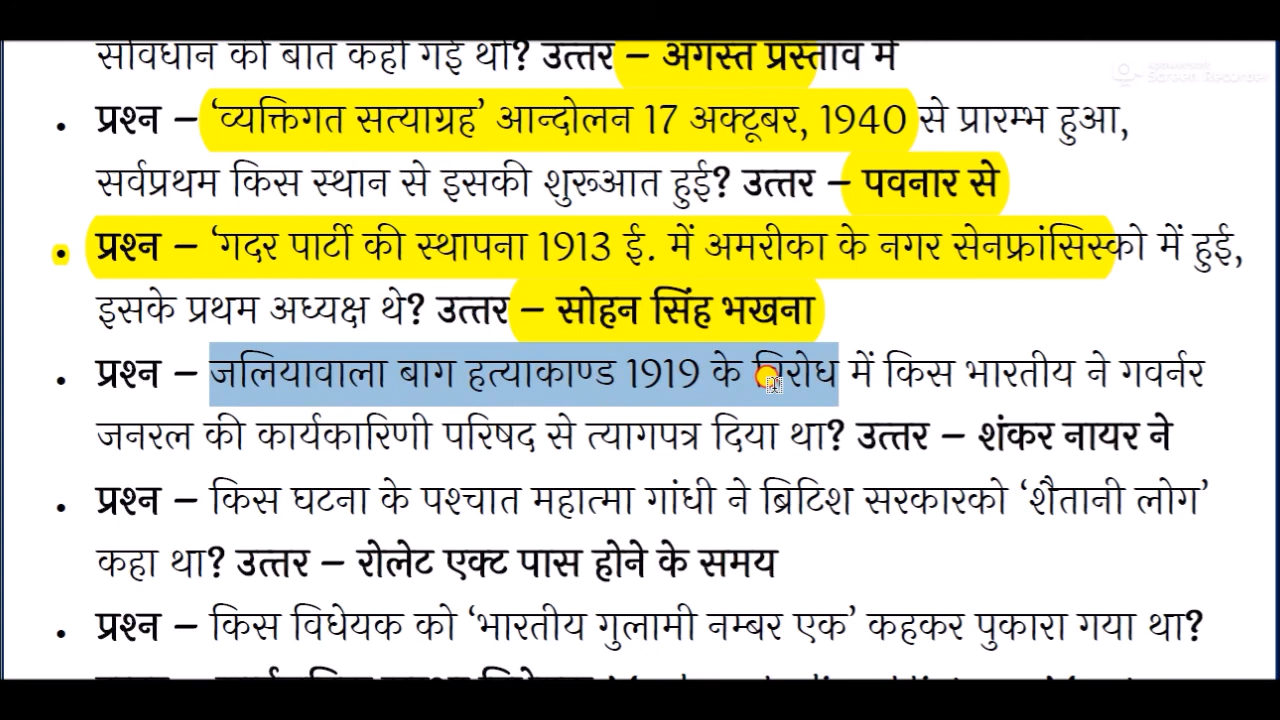 संविधान की बात कही गई थी? उत्तर – अगस्त प्रस्ताव में
• प्रश्न – ‘व्यक्तिगत सत्याग्रह’ आन्दोलन 17 अक्टूबर, 1940 से प्रारम्भ हुआ,
सर्वप्रथम किस स्थान से इसकी शुरूआत हुई? उत्तर – पवनार से
• प्रश्न – ‘गदर पार्टी की स्थापना 1913 ई. में अमरीका के नगर सेनफ्रांसिस्को में हुई,
इसके प्रथम अध्यक्ष थे? उत्तर – सोहन सिंह भखना
• प्रश्न – जलियावाला बाग हत्याकाण्ड 1919 के विरोध में किस भारतीय ने गवर्नर
जनरल की कार्यकारिणी परिषद से त्यागपत्र दिया था? उत्तर – शंकर नायर ने
• प्रश्न – किस घटना के पश्चात महात्मा गांधी ने ब्रिटिश सरकारको ‘शैतानी लोग’
कहा था? उत्तर – रोलेट एक्ट पास होने के समय
• प्रश्न – किस विधेयक को ‘भारतीय गुलामी नम्बर एक’ कहकर पुकारा गया था?
Screen Recorder